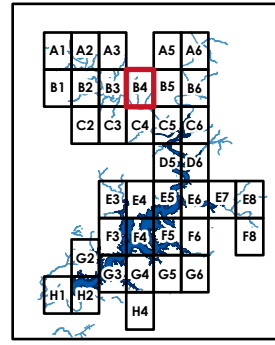 A1 A2 A3 A5 A6
B1 B2 B3 B4 B5 B6
C2 C3 C4 C5 C6
D5 D6
E3 E4 E5 E6 E7 E8
F3 F4 F5 F6 F8
G2
G3 G4 G5 G6
H1 H2
H4